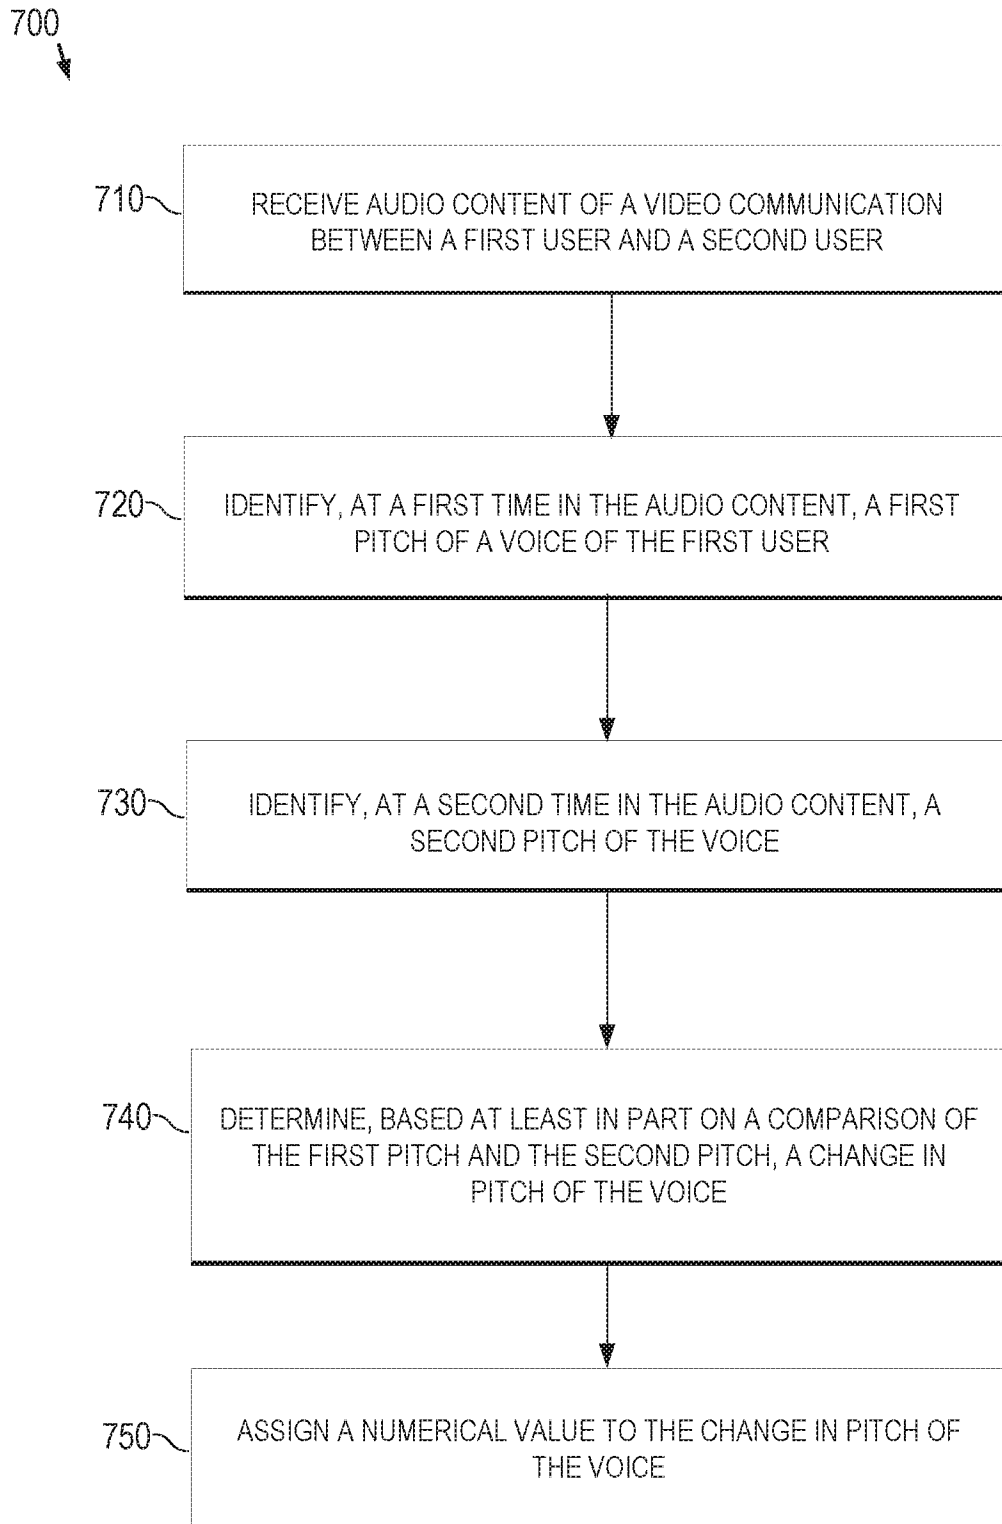 700
710
RECEIVE AUDIO CONTENT OF A VIDEO COMMUNICATION
BETWEEN A FIRST USER AND A SECOND USER
720
IDENTIFY, AT A FIRST TIME IN THE AUDIO CONTENT, A FIRST
PITCH OF A VOICE OF THE FIRST USER
730
IDENTIFY, AT A SECOND TIME IN THE AUDIO CONTENT, A
SECOND PITCH OF THE VOICE
740
DETERMINE, BASED AT LEAST IN PART ON A COMPARISON OF
THE FIRST PITCH AND THE SECOND PITCH, A CHANGE IN
PITCH OF THE VOICE
750
ASSIGN A NUMERICAL VALUE TO THE CHANGE IN PITCH OF
THE VOICE